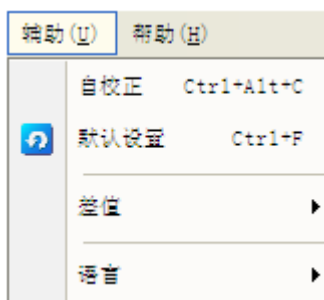 辅助(U) 帮助(H)
自校正 Ctrl+Alt+C
默认设置 Ctrl+F
差值
语言